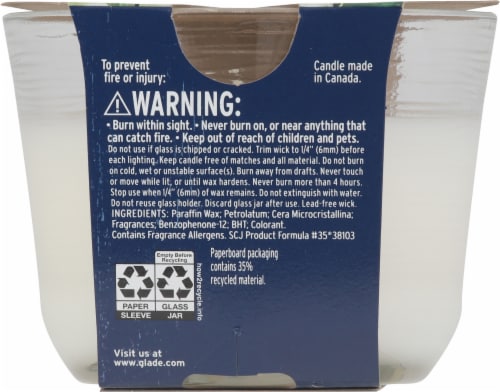 To prevent
fire or injury:
Candle made
in Canada.
⚠WARNING:
• Burn within sight. • Never burn on, or near anything that
can catch fire. • Keep out of reach of children and pets.
Do not use if glass is chipped or cracked. Trim wick to 1/4" (6mm) before
each lighting. Keep candle free of matches and all material. Do not burn
on cold, wet or unstable surface(s). Burn away from drafts. Never touch
or move while lit, or until wax hardens. Never burn more than 4 hours.
Stop use when 1/4" (6mm) of wax remains. Do not extinguish with water.
Do not reuse glass holder. Discard glass jar after use. Lead-free wick.
INGREDIENTS: Paraffin Wax; Petrolatum; Cera Microcristallina;
Fragrances; Benzophenone-12; BHT; Colorant.
Contains Fragrance Allergens. SCJ Product Formula #35*38103
Empty Before
Recycling
PAPER
SLEEVE
GLASS
JAR
how2recycle.info
Paperboard packaging
contains 35%
recycled material.
Visit us at
www.glade.com